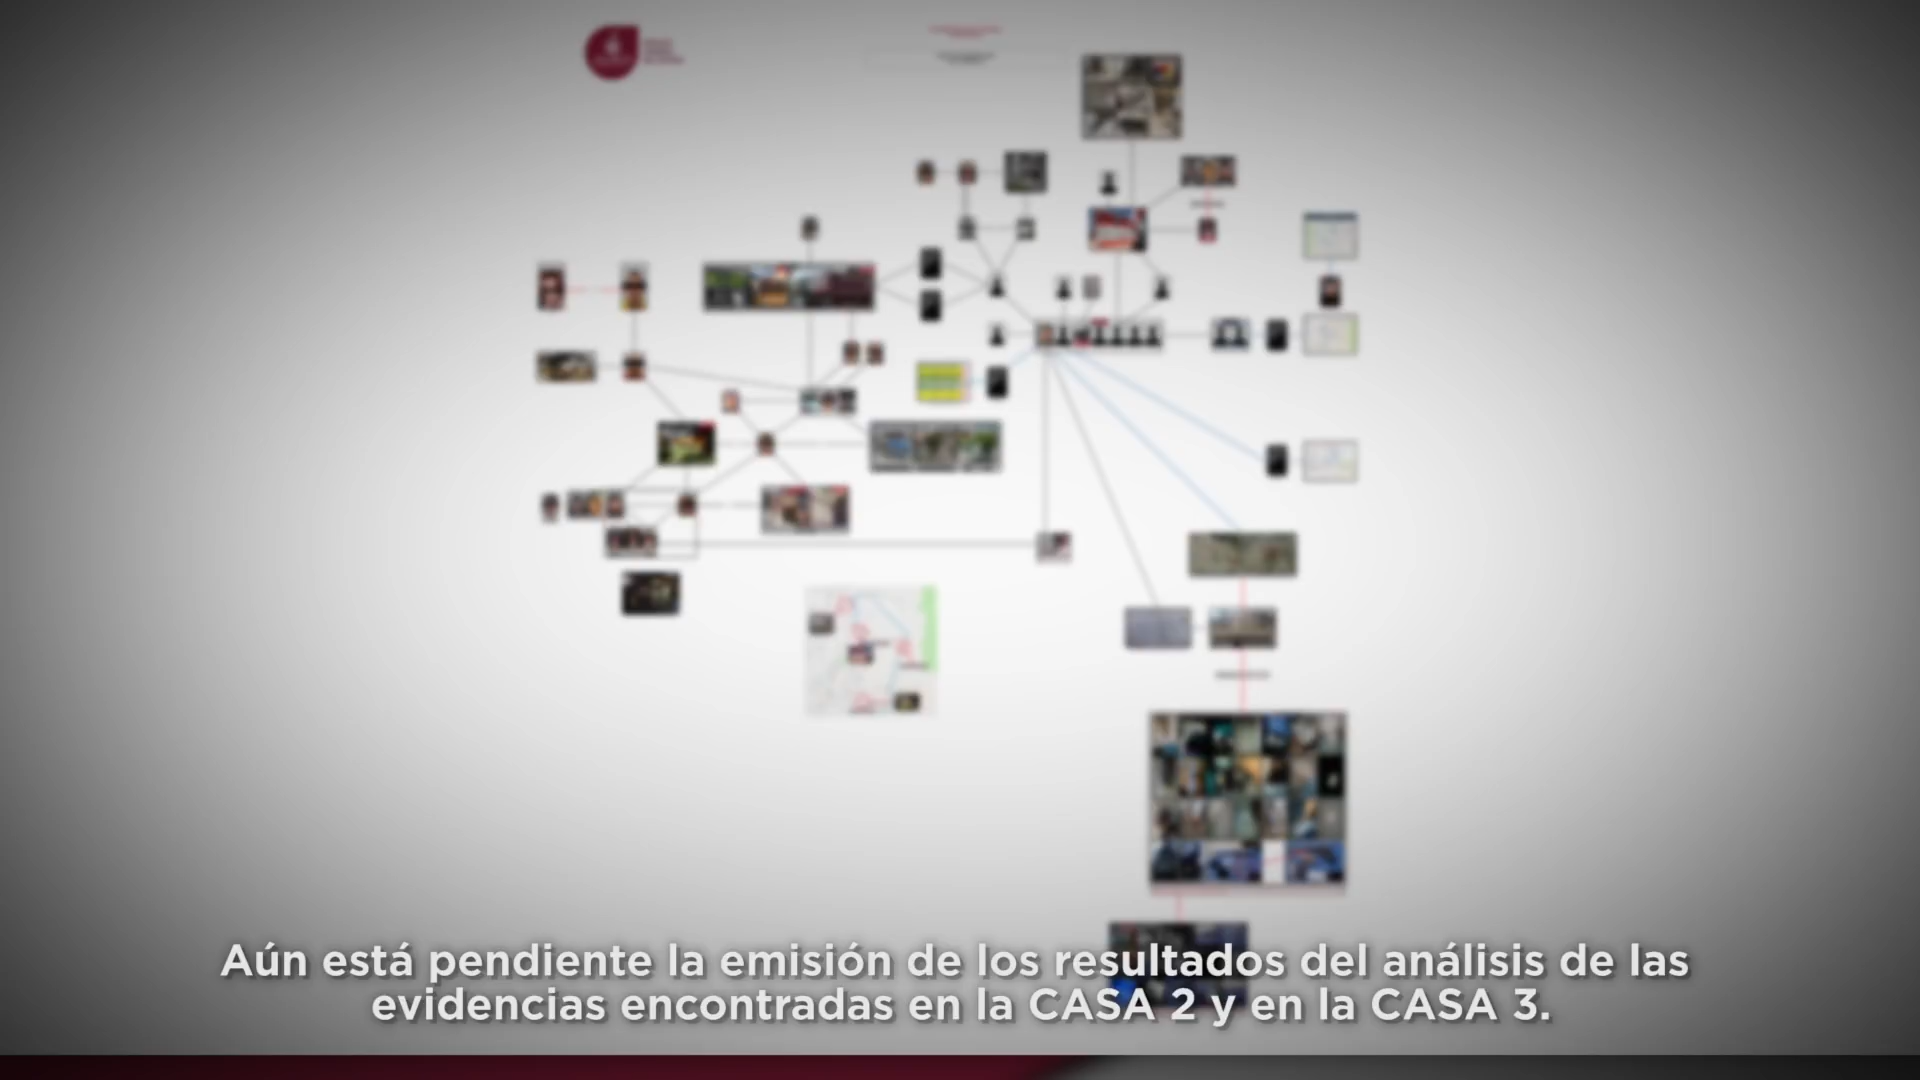 Aún está pendiente la emisión de los resultados del análisis de las
evidencias encontradas en la CASA 2 y en la CASA 3.